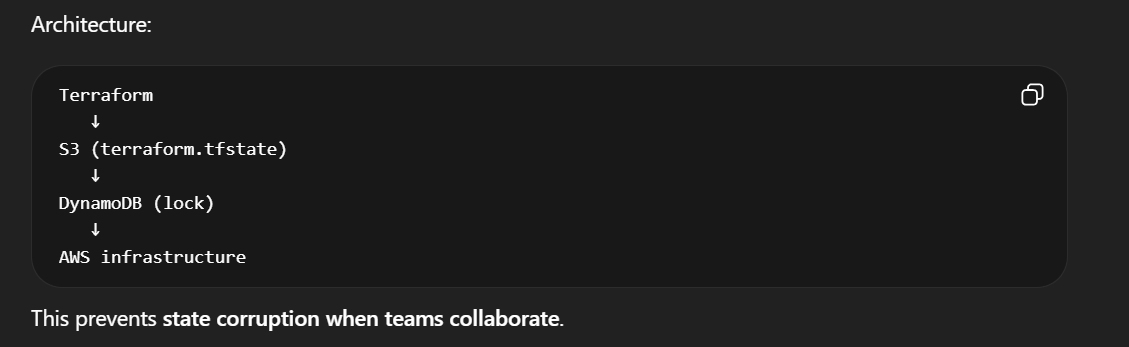 Architecture:
Terraform
↓
S3 (terraform.tfstate)
↓
DynamoDB (lock)
↓
AWS infrastructure
This prevents state corruption when teams collaborate.